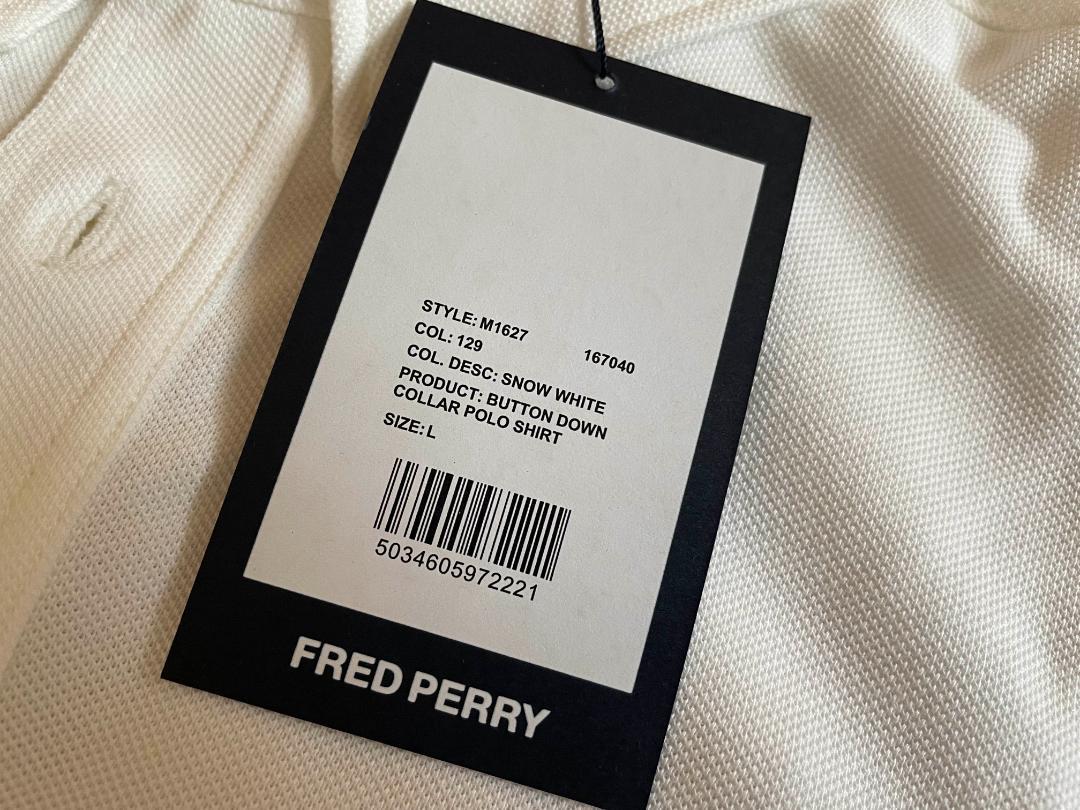 STYLE: M1627
COL: 129 167040
COL. DESC: SNOW WHITE
PRODUCT: BUTTON DOWN
COLLAR POLO SHIRT
SIZE: L
5034605972221
FRED PERRY